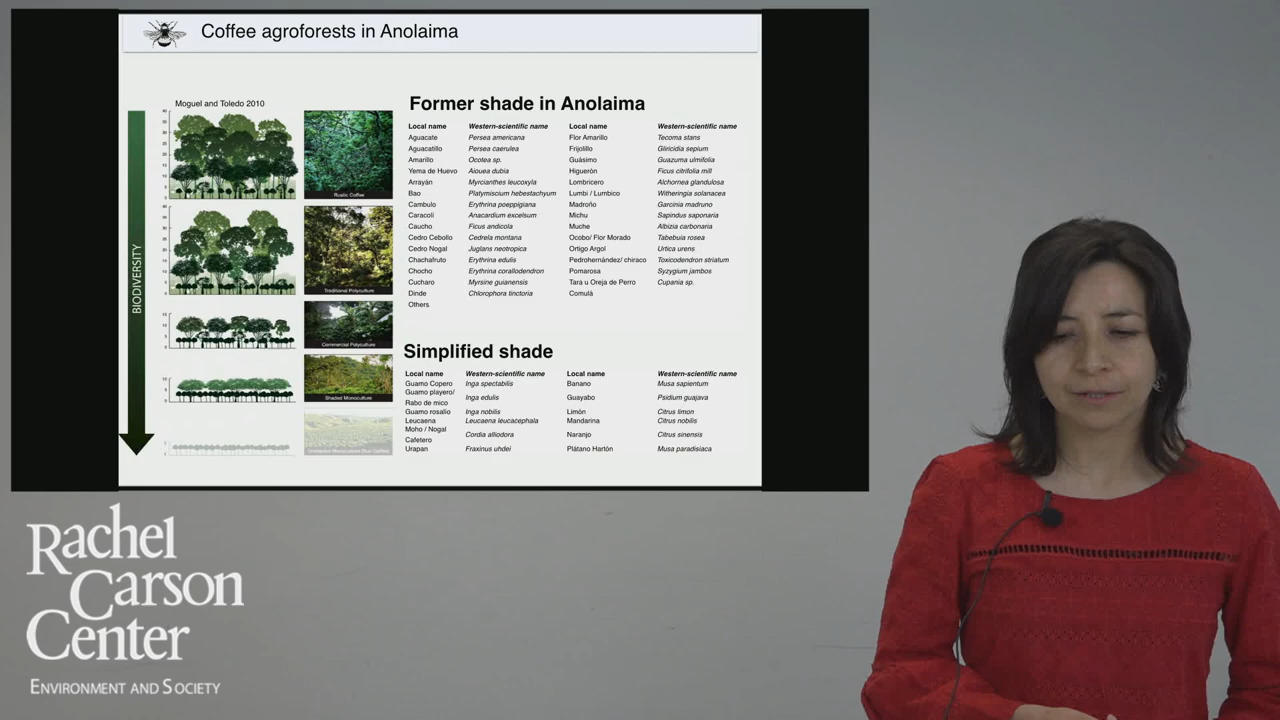 Coffee agroforests in Anolaima
Moguel and Toledo 2010
BIODIVERSITY
Rustic Coffee
Traditional Polyculture
Commercial Polyculture
Shaded Monoculture
Former shade in Anolaima
Local name Western-scientific name Local name Western-scientific name
Aguacate Persea americana Flor Amarillo Tecoma stans
Aguacatillo Persea caerulea Frijolillo Gliricidia sepium
Amarillo Ocotea sp. Guásimo Guazuma ulmifolia
Yema de Huevo Aiouea dubia Higuerón Ficus citrifolia mill
Arrayán Myrcianthes leucoxyla Lombricero Alchornea glandulosa
Bao Platymiscium hebestachyum Lumbi / Lumbico Witheringia solanacea
Cambulo Erythrina poeppigiana Madroño Garcinia madruno
Caracolí Anacardium excelsum Michu Sapindus saponaria
Caucho Ficus andicola Muche Albizia carbonaria
Cedro Cebollo Cedrela montana Ocobo/ Flor Morado Tabebuia rosea
Cedro Nogal Juglans neotropica Ortigo Argol Urtica urens
Chachafruto Erythrina edulis Pedrohernández/ chiraco Toxicodendron striatum
Chocho Erythrina corallodendron Pomarosa Syzygium jambos
Cucharo Myrsine guianensis Tara u Oreja de Perro Cupania sp.
Dinde Chlorophora tinctoria Comulá
Others
Simplified shade
Local name Western-scientific name Local name Western-scientific name
Guamo Copero Inga spectabilis Banano Musa sapientum
Guamo playero/
Rabo de mico Inga edulis Guayabo Psidium guajava
Guamo rosalio Inga nobilis Limón Citrus limon
Leucaena Leucaena leucacephala Mandarina Citrus nobilis
Moho / Nogal
Cafetero Cordia alliodora Naranjo Citrus sinensis
Urapan Fraxinus uhdei Plátano Hartón Musa paradisiaca
Rachel
Carson
Center
ENVIRONMENT AND SOCIETY